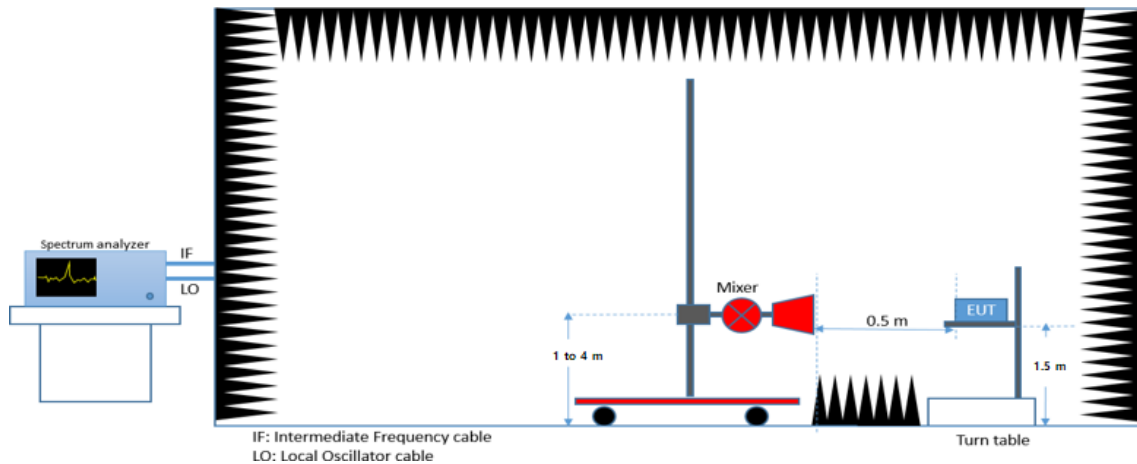 Spectrum analyzer
IF
LO
Mixer
EUT
0.5 m
1 to 4 m
1.5 m
IF: Intermediate Frequency cable
LO: Local Oscillator cable
Turn table